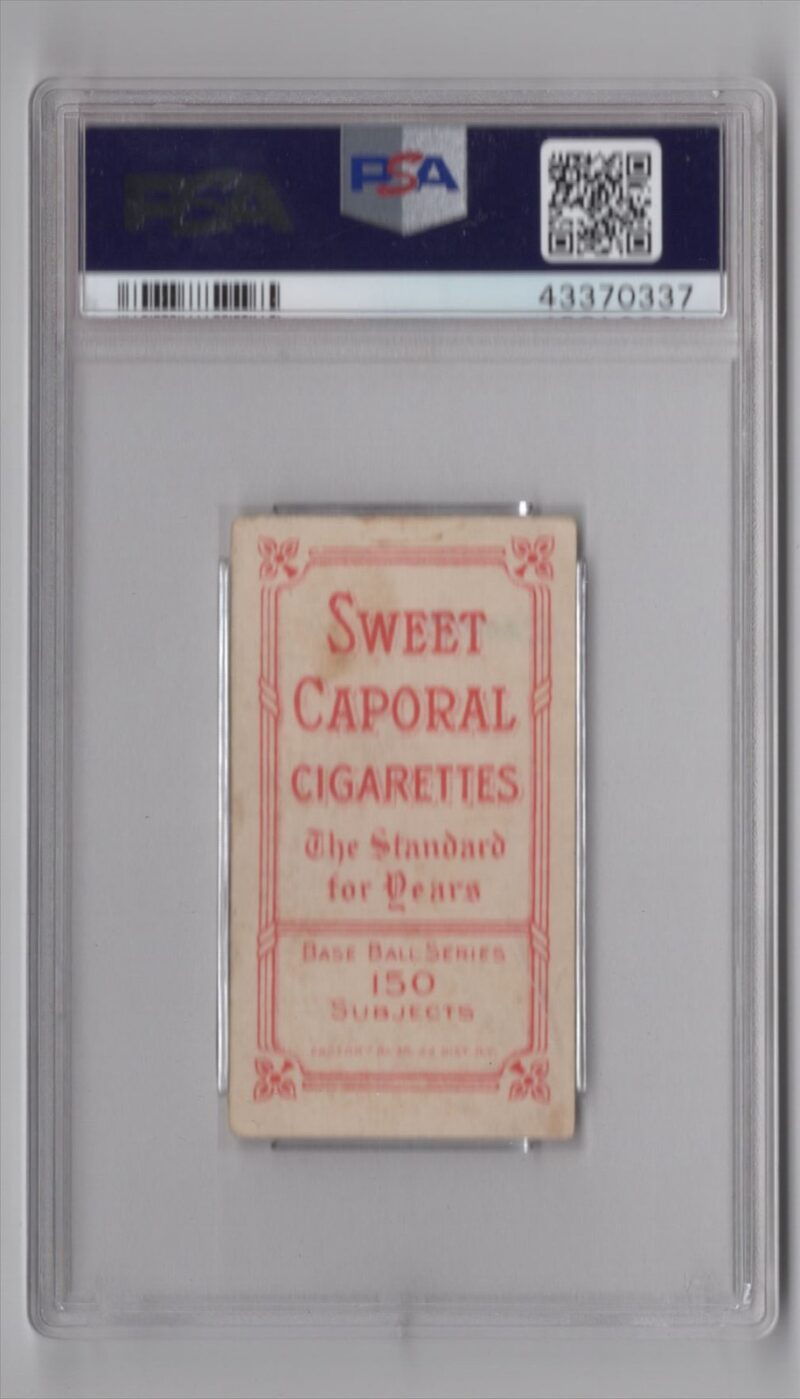 PSA
PSA
43370337
SWEET
CAPORAL
CIGARETTES
The Standard
for Years
BASE BALL SERIES
150
SUBJECTS